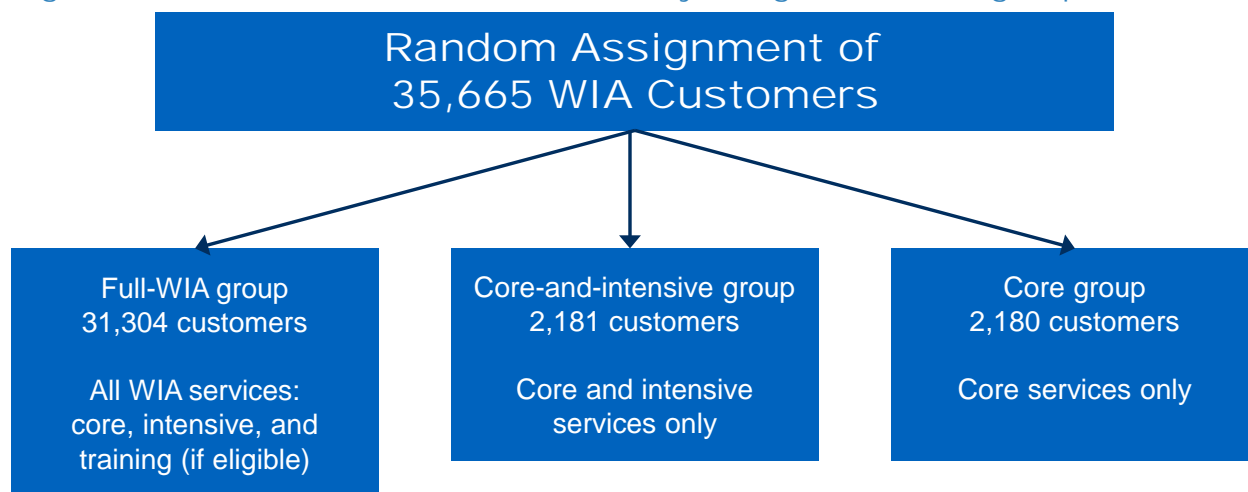 Random Assignment of
35,665 WIA Customers
Full-WIA group
31,304 customers
All WIA services:
core, intensive, and
training (if eligible)
Core-and-intensive group
2,181 customers
Core and intensive
services only
Core group
2,180 customers
Core services only